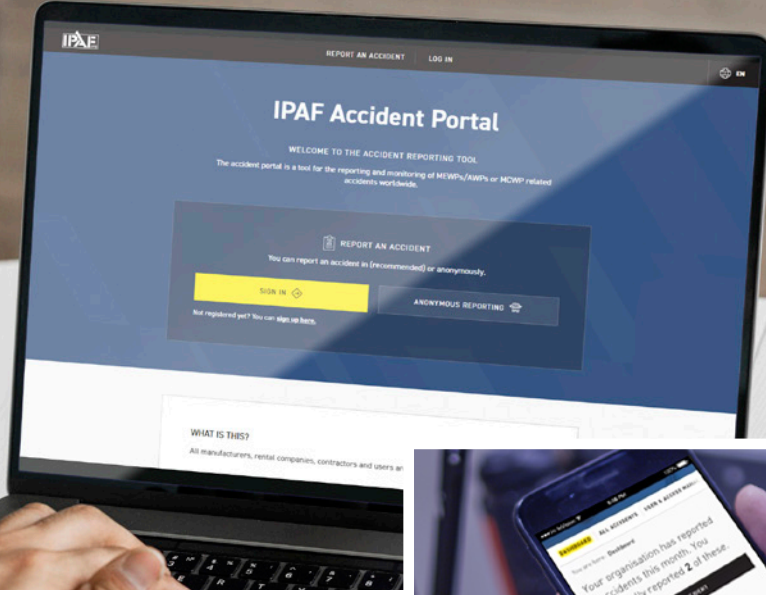 IPAF
REPORT AN ACCIDENT LOG IN
EN
IPAF Accident Portal
WELCOME TO THE ACCIDENT REPORTING TOOL
The accident portal is a tool for the reporting and monitoring of MEWPs/AWPs or MCWP related
accidents worldwide.
REPORT AN ACCIDENT
You can report an accident in (recommended) or anonymously.
SIGN IN
ANONYMOUS REPORTING
Not registered yet? You can sign up here.
WHAT IS THIS?
All manufacturers, rental companies, contractors and users
DASHBOARD ALL ACCIDENTS USER & ACCESS
You are here: Dashboard
Your organisation has reported
accidents this month. You
reported 2 of these.